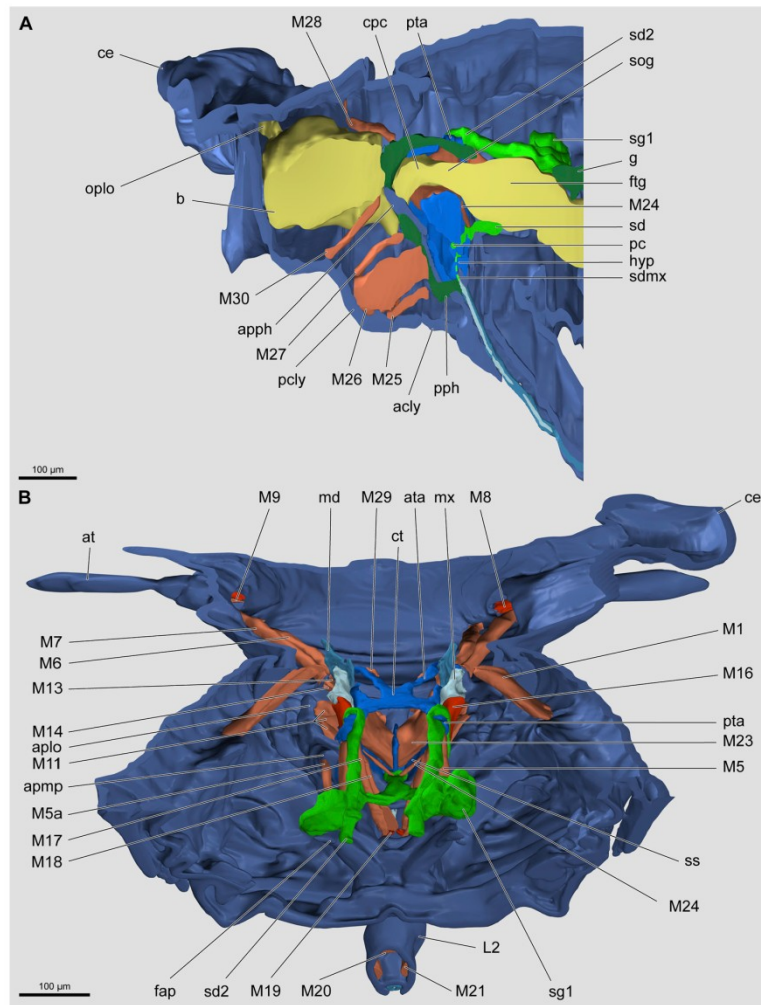 A
M28
cpc
pta
sd2
ce
sog
sg1
g
oplo
ftg
b
M24
sd
pc
hyp
sdmx
M30
apph
M27
pcly
M26
M25
acly
pph
100 µm
B
M9
md
M29
ata
mx
M8
ce
at
ct
M7
M1
M6
M13
M16
M14
pta
aplo
M23
M11
M5
apmp
M5a
M17
ss
M18
M24
L2
100 µm
fap
sd2
M19
M20
M21
sg1